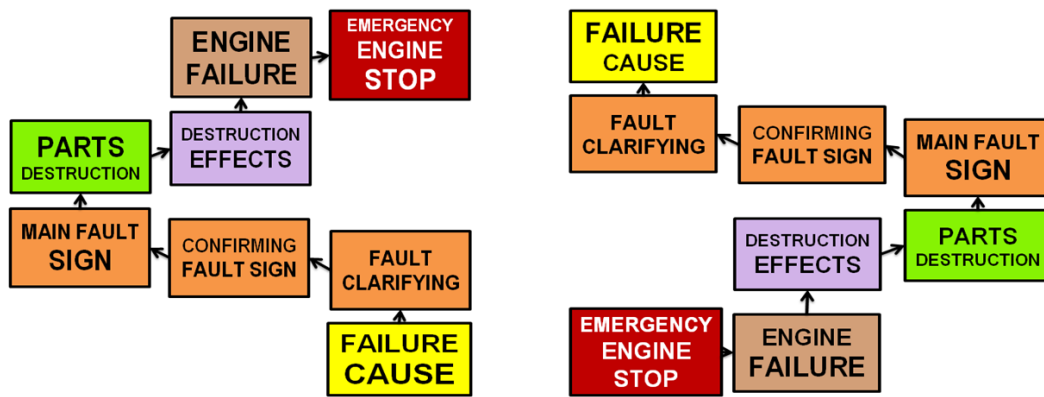 ENGINE
FAILURE
EMERGENCY
ENGINE
STOP
PARTS
DESTRUCTION
DESTRUCTION
EFFECTS
MAIN FAULT
SIGN
CONFIRMING
FAULT SIGN
FAULT
CLARIFYING
FAILURE
CAUSE
FAILURE
CAUSE
FAULT
CLARIFYING
CONFIRMING
FAULT SIGN
MAIN FAULT
SIGN
DESTRUCTION
EFFECTS
PARTS
DESTRUCTION
EMERGENCY
ENGINE
STOP
ENGINE
FAILURE